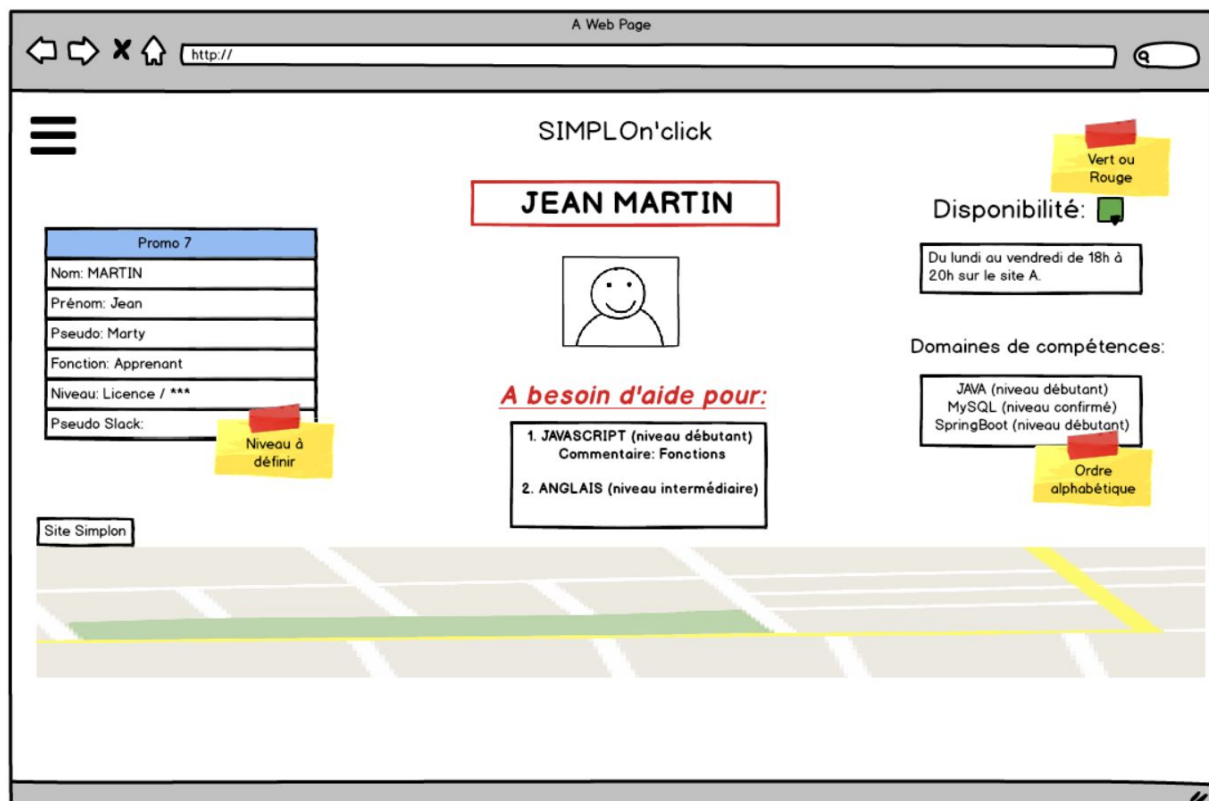 A Web Page
http://
SIMPLOn'click
Vert ou
Rouge
JEAN MARTIN
Disponibilité:
Du lundi au vendredi de 18h à
20h sur le site A.
Promo 7
Nom: MARTIN
Prénom: Jean
Pseudo: Marty
Fonction: Apprenant
Niveau: Licence / ***
Pseudo Slack:
Niveau à
définir
A besoin d'aide pour:
1. JAVASCRIPT (niveau débutant)
Commentaire: Fonctions
2. ANGLAIS (niveau intermédiaire)
Domaines de compétences:
JAVA (niveau débutant)
MySQL (niveau confirmé)
SpringBoot (niveau débutant)
Ordre
alphabétique
Site Simplon